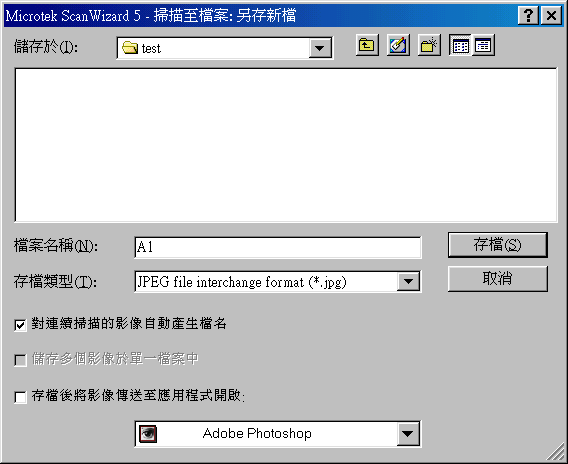 Microtek ScanWizard 5 - 掃描至檔案: 另存新檔
儲存於(I):
test
檔案名稱(N):
A1
存檔(S)
存檔類型(T):
JPEG file interchange format (*.jpg)
取消
對連續掃描的影像自動產生檔名
儲存多個影像於單一檔案中
存檔後將影像傳送至應用程式開啟:
Adobe Photoshop